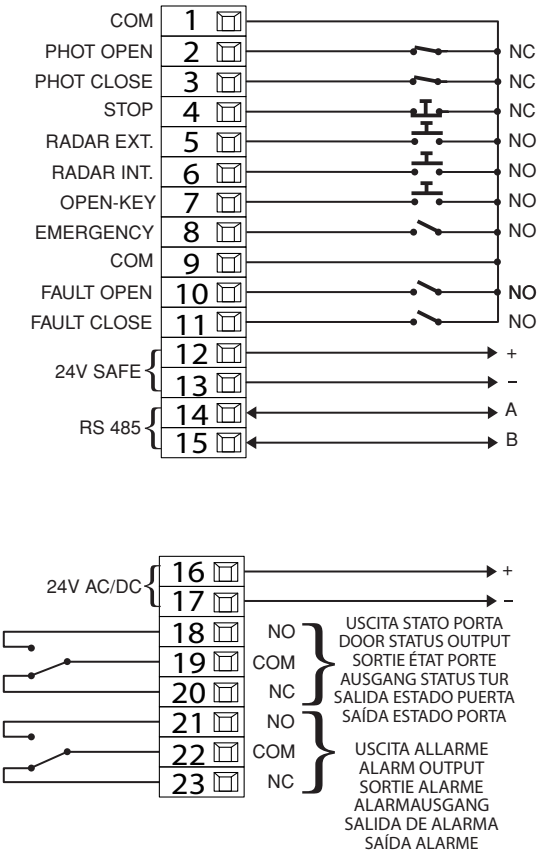 COM 1
PHOT OPEN 2 NC
PHOT CLOSE 3 NC
STOP 4 NC
RADAR EXT. 5 NO
RADAR INT. 6 NO
OPEN-KEY 7 NO
EMERGENCY 8 NO
COM 9
FAULT OPEN 10 NO
FAULT CLOSE 11 NO
24V SAFE
12 +
13 −
RS 485
14 A
15 B
24V AC/DC
16 +
17 −
18 NO
19 COM
20 NC
USCITA STATO PORTA
DOOR STATUS OUTPUT
SORTIE ÉTAT PORTE
AUSGANG STATUS TUR
SALIDA ESTADO PUERTA
SAÍDA ESTADO PORTA
21 NO
22 COM
23 NC
USCITA ALLARME
ALARM OUTPUT
SORTIE ALARME
ALARMAUSGANG
SALIDA DE ALARMA
SAÍDA ALARME